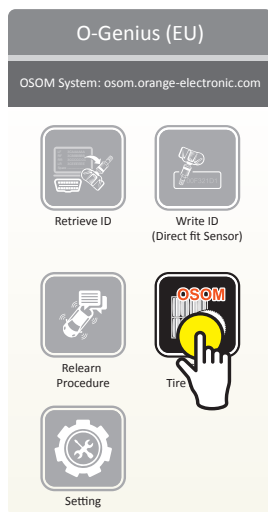 O-Genius (EU)
OSOM System: osom.orange-electronic.com
Retrieve ID
Write ID
(Direct fit Sensor)
OSOM
Relearn
Procedure
Tire
Setting